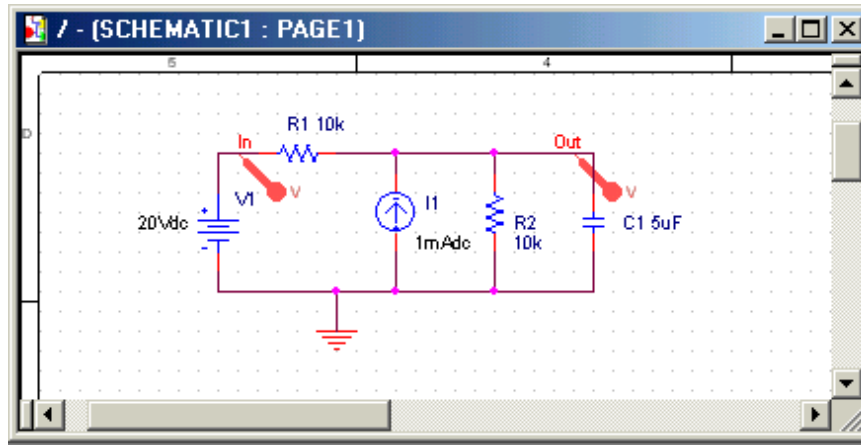 / - (SCHEMATIC1 : PAGE1)
5 4
D
R1 10k
In
Out
V
V
V1
20Vdc
+
-
I1
1mAdc
R2
10k
C1 5uF